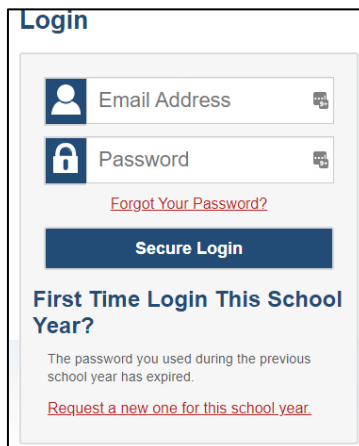 Login
Email Address
Password
Forgot Your Password?
Secure Login
First Time Login This School
Year?
The password you used during the previous
school year has expired.
Request a new one for this school year.